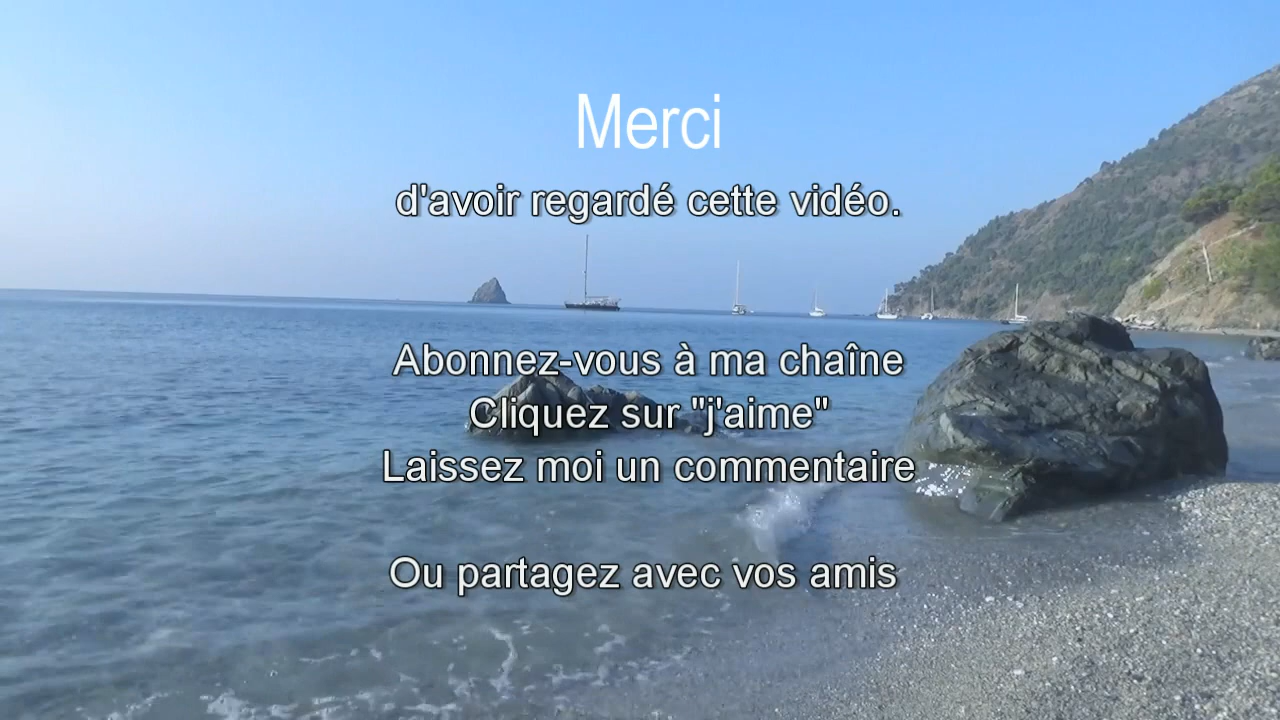 Merci
d'avoir regardé cette vidéo.
Abonnez-vous à ma chaîne
Cliquez sur "j'aime"
Laissez moi un commentaire
Ou partagez avec vos amis